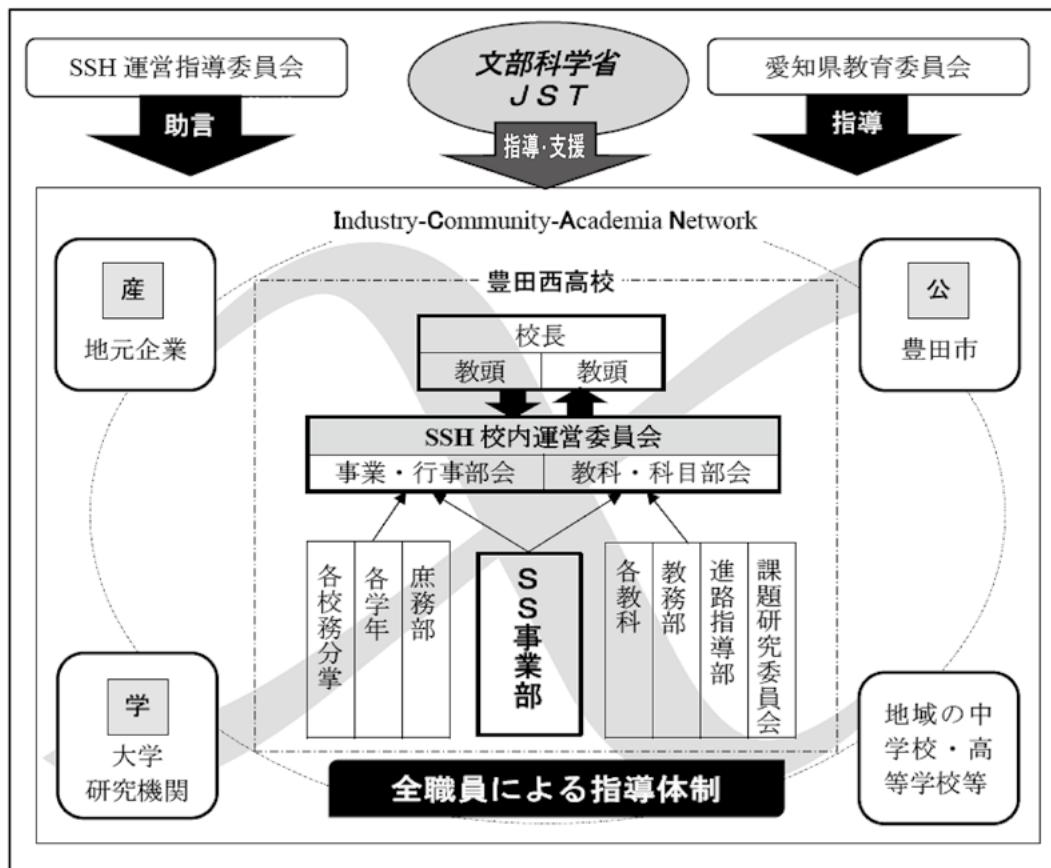 SSH 運営指導委員会
助言
文部科学省
ＪＳＴ
指導・支援
愛知県教育委員会
指導
Industry-Community-Academia Network
産
地元企業
公
豊田市
豊田西高校
校長
教頭
教頭
SSH 校内運営委員会
事業・行事部会
教科・科目部会
各校務分掌
各学年
庶務部
ＳＳ事業部
各教科
教務部
進路指導部
課題研究委員会
学
大学
研究機関
地域の中
学校・高
等学校等
全職員による指導体制